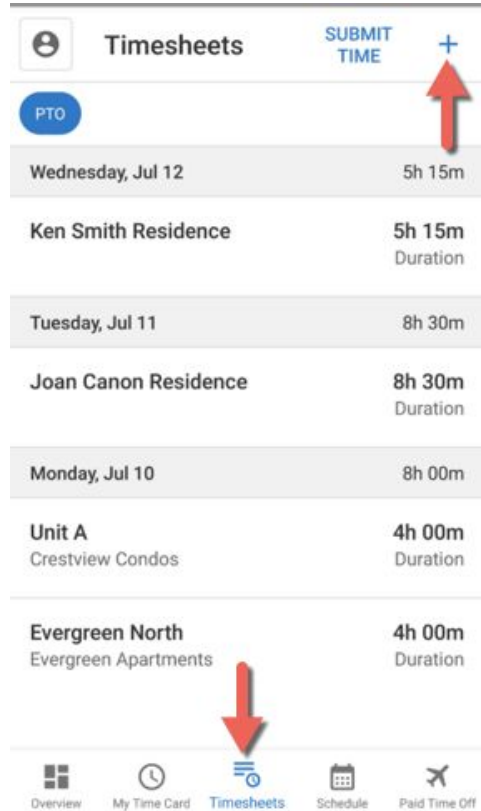 Timesheets
SUBMIT
TIME
+
PTO
Wednesday, Jul 12 5h 15m
Ken Smith Residence 5h 15m
Duration
Tuesday, Jul 11 8h 30m
Joan Canon Residence 8h 30m
Duration
Monday, Jul 10 8h 00m
Unit A 4h 00m
Crestview Condos Duration
Evergreen North 4h 00m
Evergreen Apartments Duration
Overview My Time Card Timesheets Schedule Paid Time Off